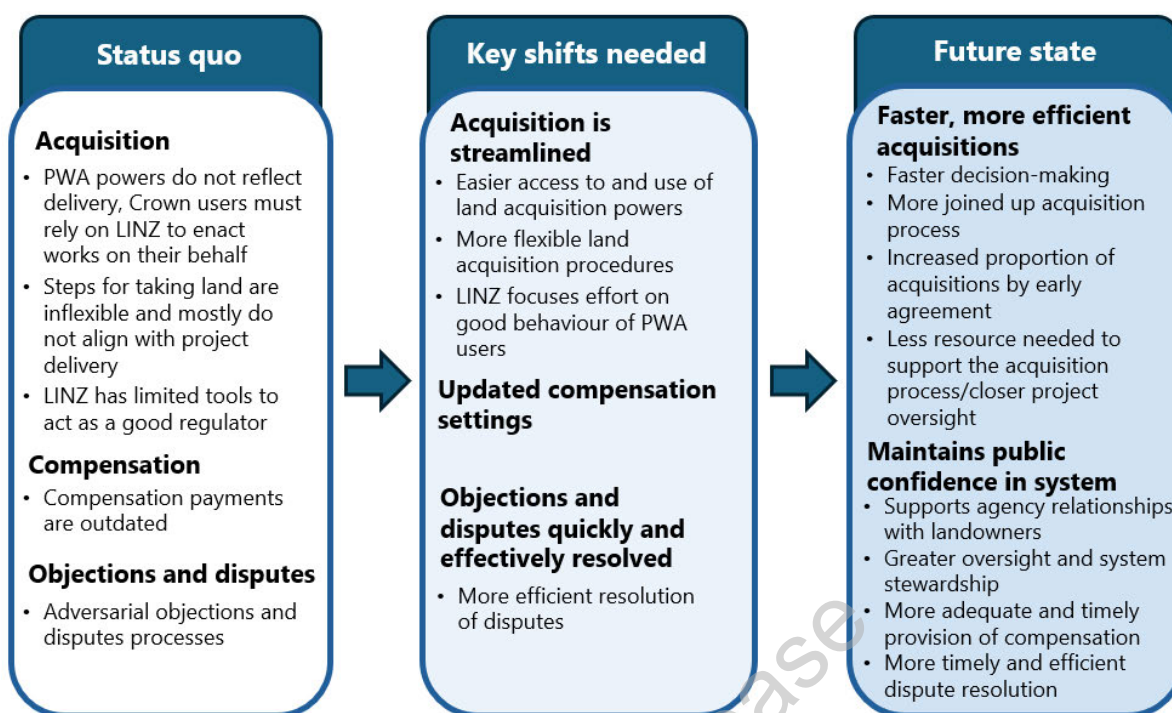 Status quo
Acquisition
• PWA powers do not reflect
delivery, Crown users must
rely on LINZ to enact
works on their behalf
• Steps for taking land are
inflexible and mostly do
not align with project
delivery
• LINZ has limited tools to
act as a good regulator
Compensation
• Compensation payments
are outdated
Objections and disputes
• Adversarial objections and
disputes processes
Key shifts needed
Acquisition is
streamlined
• Easier access to and use of
land acquisition powers
• More flexible land
acquisition procedures
• LINZ focuses effort on
good behaviour of PWA
users
Updated compensation
settings
Objections and
disputes quickly and
effectively resolved
• More efficient resolution
of disputes
Future state
Faster, more efficient
acquisitions
• Faster decision-making
• More joined up acquisition
process
• Increased proportion of
acquisitions by early
agreement
• Less resource needed to
support the acquisition
process/closer project
oversight
Maintains public
confidence in system
• Supports agency relationships
with landowners
• Greater oversight and system
stewardship
• More adequate and timely
provision of compensation
• More timely and efficient
dispute resolution